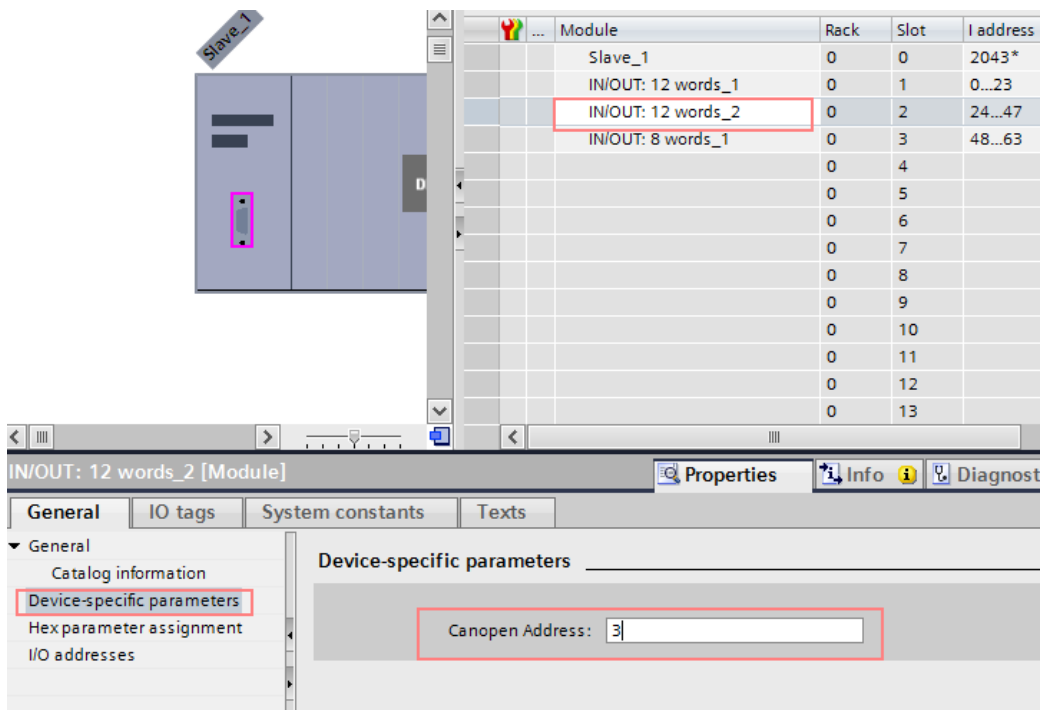 Slave_1
D
... Module Rack Slot I address
Slave_1 0 0 2043*
IN/OUT: 12 words_1 0 1 0...23
IN/OUT: 12 words_2 0 2 24...47
IN/OUT: 8 words_1 0 3 48...63
0 4
0 5
0 6
0 7
0 8
0 9
0 10
0 11
0 12
0 13
IN/OUT: 12 words_2 [Module] Properties Info Diagnost
General IO tags System constants Texts
General
Catalog information
Device-specific parameters
Hex parameter assignment
I/O addresses
Device-specific parameters
Canopen Address: 3